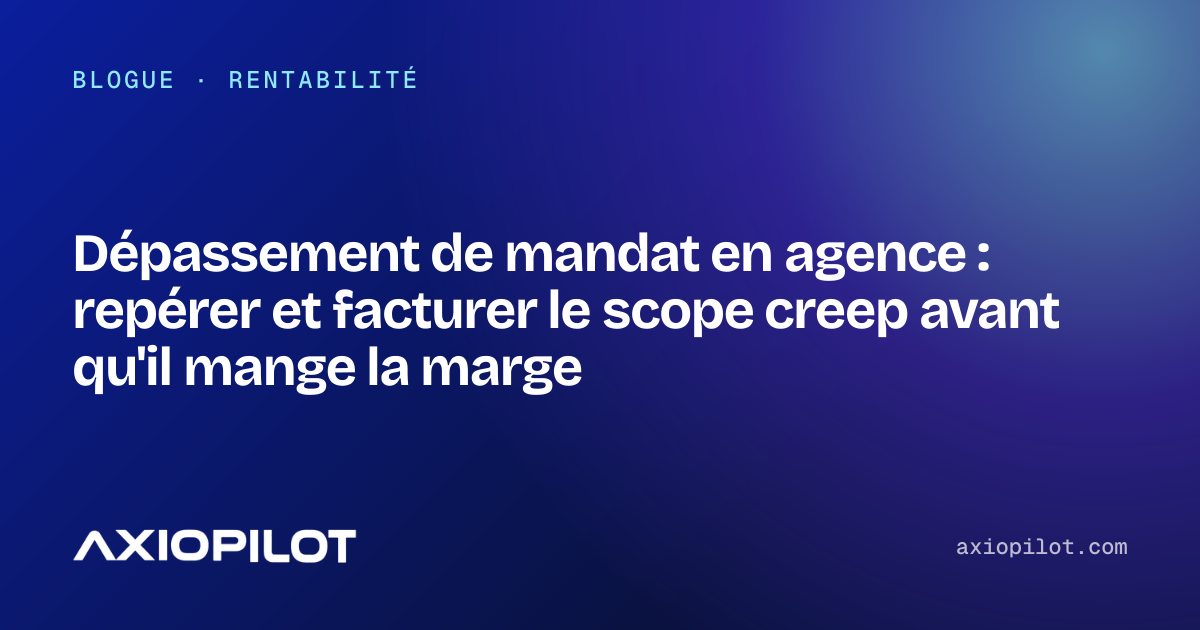 BLOGUE · RENTABILITÉ
Dépassement de mandat en agence :
repérer et facturer le scope creep avant
qu'il mange la marge
AXIOPILOT
axiopilot.com